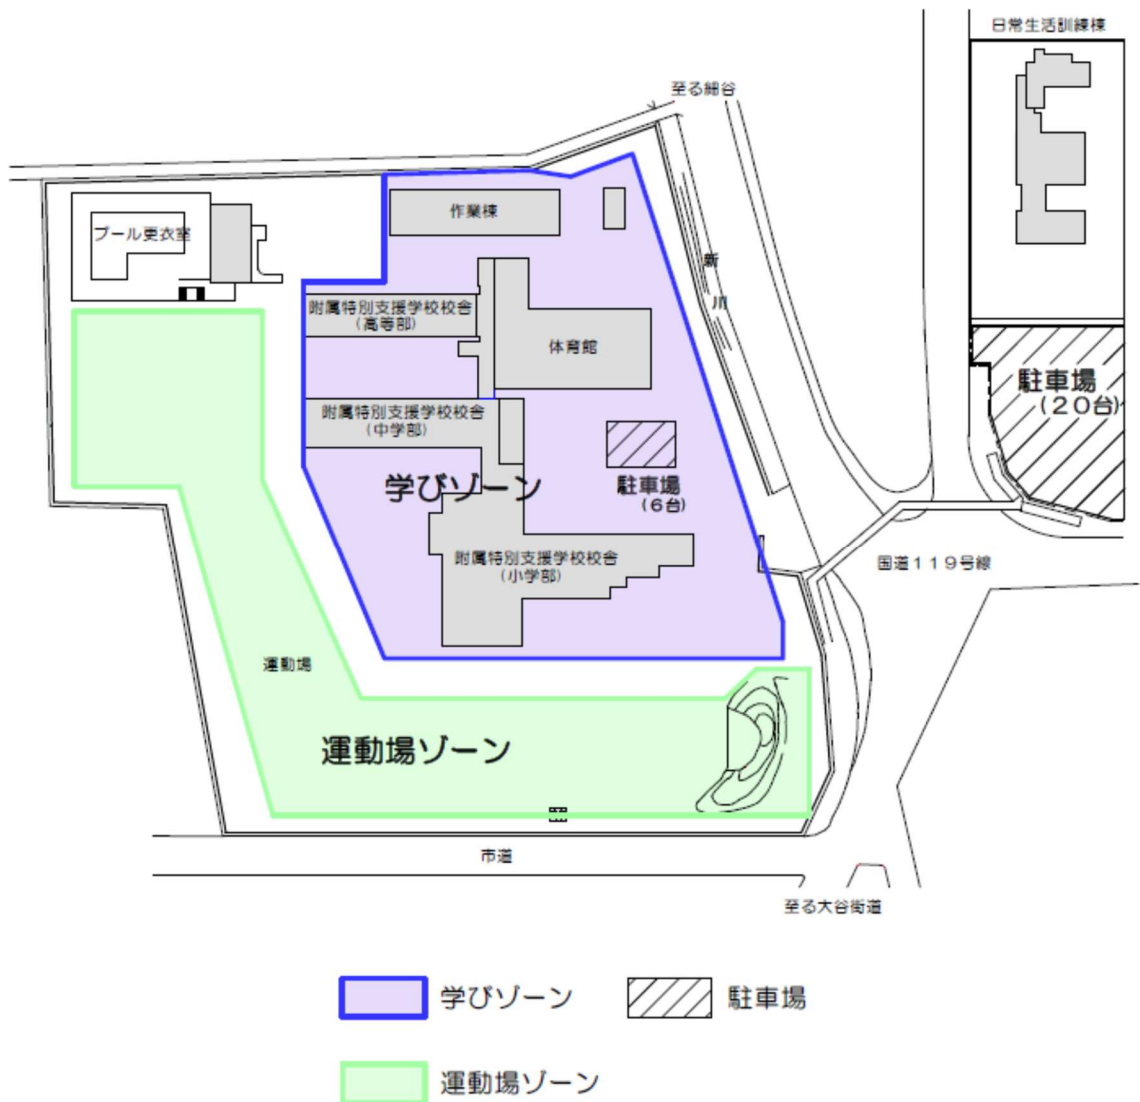 日常生活訓練棟
至る細谷
作業棟
プール更衣室
新
川
附属特別支援学校校舎
(高等部)
体育館
駐車場
(20台)
附属特別支援学校校舎
(中学部)
学びゾーン
駐車場
(6台)
附属特別支援学校校舎
(小学部)
国道119号線
運動場
運動場ゾーン
市道
至る大谷街道
学びゾーン
駐車場
運動場ゾーン